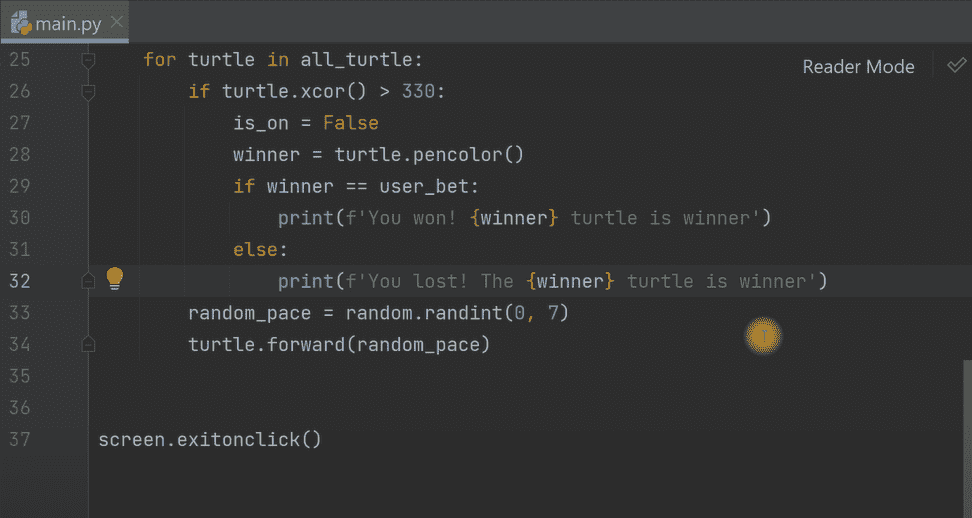 main.py
Reader Mode
25 for turtle in all_turtle:
26 if turtle.xcor() > 330:
27 is_on = False
28 winner = turtle.pencolor()
29 if winner == user_bet:
30 print(f'You won! {winner} turtle is winner')
31 else:
32 print(f'You lost! The {winner} turtle is winner')
33 random_pace = random.randint(0, 7)
34 turtle.forward(random_pace)
35
36
37 screen.exitonclick()